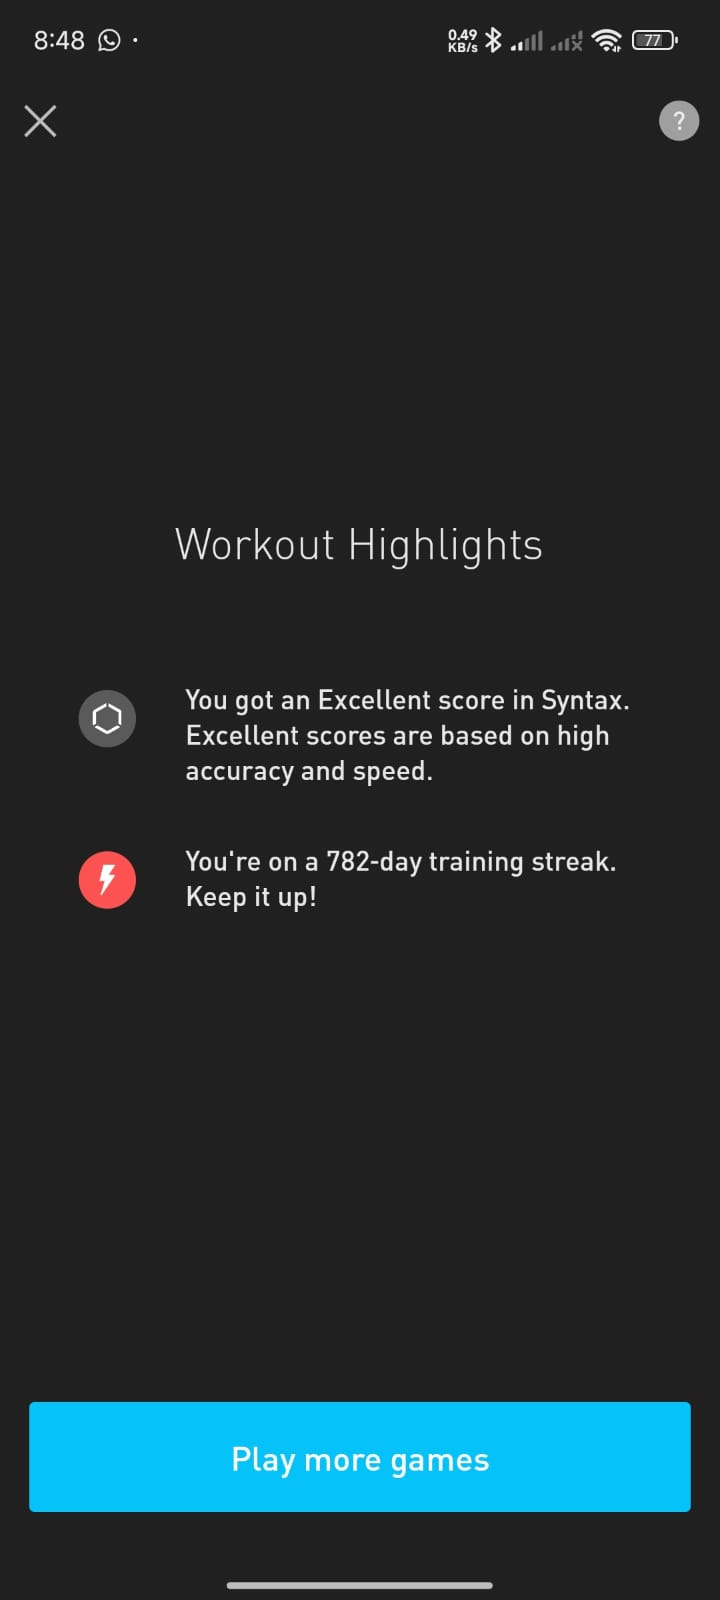 8:48
0.49
KB/s
77
?
Workout Highlights
You got an Excellent score in Syntax.
Excellent scores are based on high
accuracy and speed.
You're on a 782-day training streak.
Keep it up!
Play more games